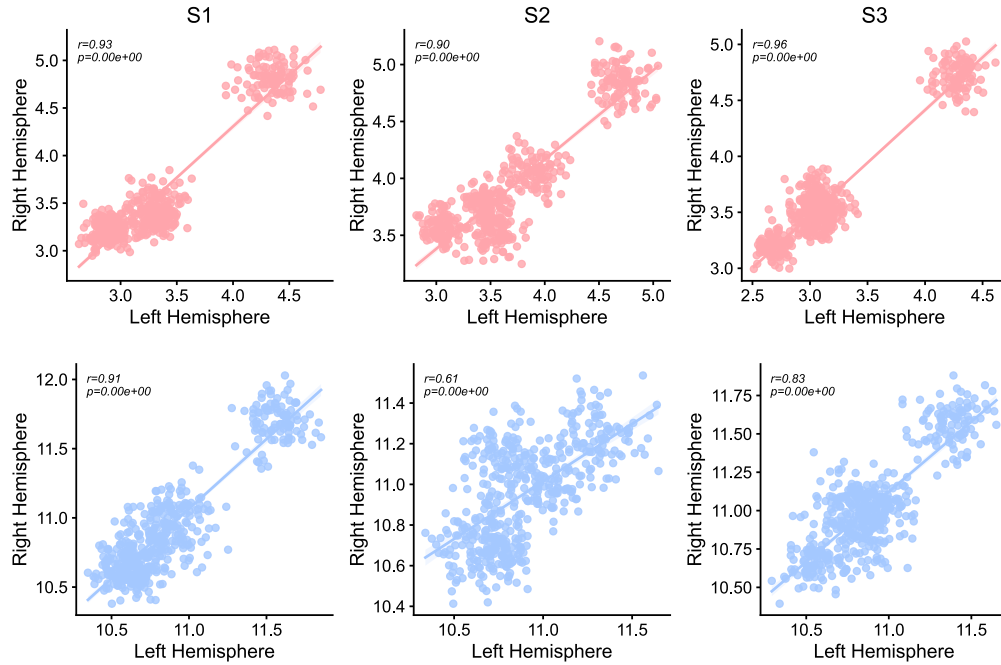 S1
S2
S3
r=0.93
p=0.00e+00
5.0
4.5
4.0
3.5
3.0
Right Hemisphere
3.0
3.5
4.0
4.5
Left Hemisphere
r=0.90
p=0.00e+00
5.0
4.5
4.0
3.5
Right Hemisphere
3.0
3.5
4.0
4.5
5.0
Left Hemisphere
r=0.96
p=0.00e+00
5.0
4.5
4.0
3.5
3.0
Right Hemisphere
2.5
3.0
3.5
4.0
4.5
Left Hemisphere
r=0.91
p=0.00e+00
12.0
11.5
11.0
10.5
Right Hemisphere
10.5
11.0
11.5
Left Hemisphere
r=0.61
p=0.00e+00
11.4
11.2
11.0
10.8
10.6
10.4
Right Hemisphere
10.5
11.0
11.5
Left Hemisphere
r=0.83
p=0.00e+00
11.75
11.50
11.25
11.00
10.75
10.50
Right Hemisphere
10.5
11.0
11.5
Left Hemisphere